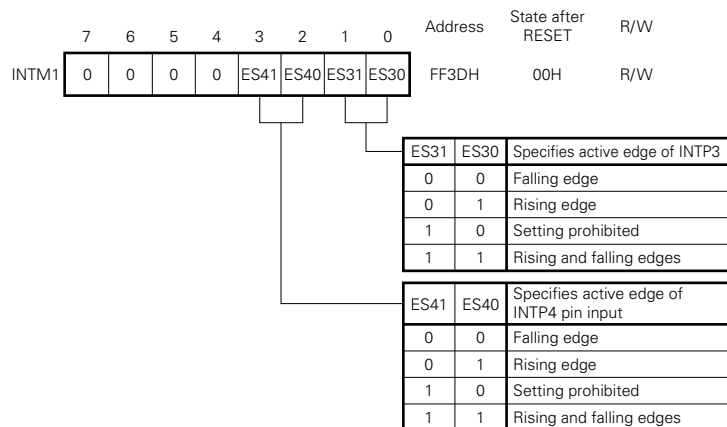 7 6 5 4 3 2 1 0 Address State after RESET R/W
INTM1 0 0 0 0 ES41 ES40 ES31 ES30 FF3DH 00H R/W
ES31 ES30 Specifies active edge of INTP3
0 0 Falling edge
0 1 Rising edge
1 0 Setting prohibited
1 1 Rising and falling edges
ES41 ES40 Specifies active edge of
INTP4 pin input
0 0 Falling edge
0 1 Rising edge
1 0 Setting prohibited
1 1 Rising and falling edges